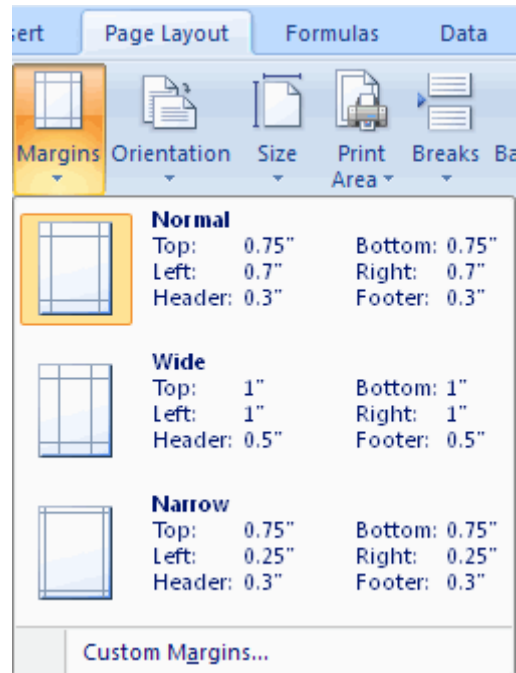 Page Layout Formulas Data
Margins Orientation Size Print Area Breaks
Normal
Top: 0.75" Bottom: 0.75"
Left: 0.7" Right: 0.7"
Header: 0.3" Footer: 0.3"
Wide
Top: 1" Bottom: 1"
Left: 1" Right: 1"
Header: 0.5" Footer: 0.5"
Narrow
Top: 0.75" Bottom: 0.75"
Left: 0.25" Right: 0.25"
Header: 0.3" Footer: 0.3"
Custom Margins...